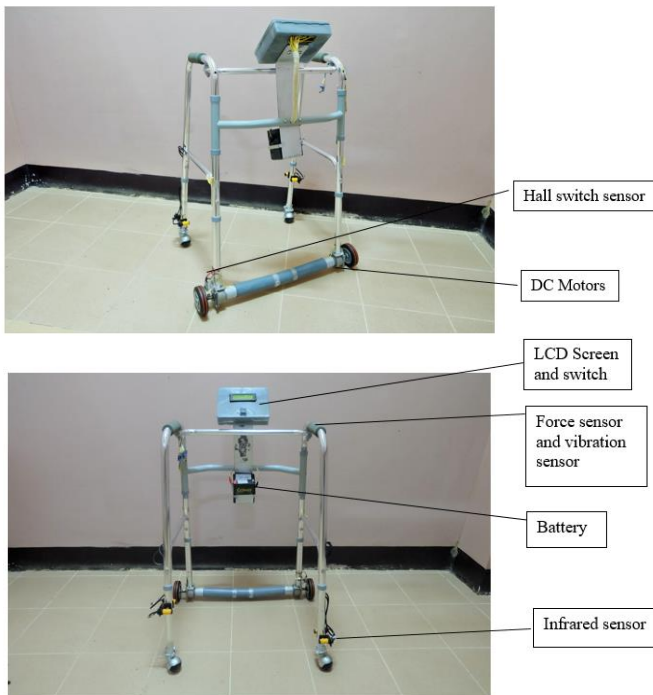 Hall switch sensor
DC Motors
LCD Screen
and switch
Force sensor
and vibration
sensor
Battery
Infrared sensor